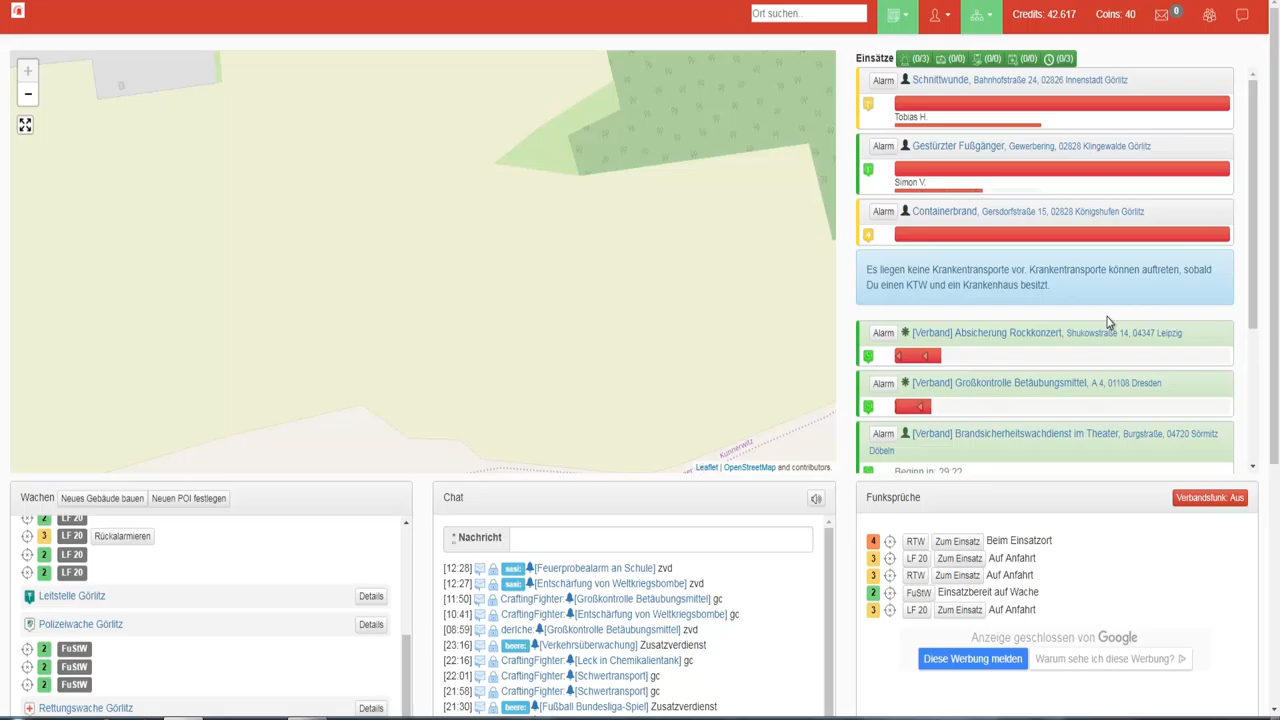 Ort suchen..
Credits: 42.617
Coins: 40
0
Einsätze
(0/3) (0/0) (0/0) (0/0) (0/3)
Alarm Schnittwunde, Bahnhofstraße 24, 02826 Innenstadt Görlitz
Tobias H.
Alarm Gestürzter Fußgänger, Gewerbering, 02828 Klingewalde Görlitz
Simon V.
Alarm Containerbrand, Gersdorfstraße 15, 02828 Königshufen Görlitz
Es liegen keine Krankentransporte vor. Krankentransporte können auftreten, sobald
Du einen KTW und ein Krankenhaus besitzt.
Alarm [Verband] Absicherung Rockkonzert, Shukowstraße 14, 04347 Leipzig
Alarm [Verband] Großkontrolle Betäubungsmittel, A 4, 01108 Dresden
Alarm [Verband] Brandsicherheitswachdienst im Theater, Burgstraße, 04720 Sörmitz
Döbeln
Beginn in: 29:22
+
-
Kunnerwitz
Leaflet | OpenStreetMap and contributors.
Wachen Neues Gebäude bauen Neuen POI festlegen
2 LF 20
3 LF 20 Rückalarmieren
2 LF 20
2 LF 20
Leitstelle Görlitz Details
Polizeiwache Görlitz Details
2 FuStW
2 FuStW
2 FuStW
Rettungswache Görlitz Details
Chat
Nachricht
[12:28] sasi: [Feuerprobealarm an Schule] zvd
[12:27] sasi: [Entschärfung von Weltkriegsbombe] zvd
[11:50] CraftingFighter: [Großkontrolle Betäubungsmittel] gc
[10:41] CraftingFighter: [Entschärfung von Weltkriegsbombe] gc
[08:59] deriche: [Großkontrolle Betäubungsmittel] zvd
[23:16] beere: [Verkehrsüberwachung] Zusatzverdienst
[22:16] CraftingFighter: [Leck in Chemikalientank] gc
[22:01] CraftingFighter: [Schwertransport] gc
[21:58] CraftingFighter: [Schwertransport] gc
[21:30] beere: [Fußball Bundesliga-Spiel] Zusatzverdienst
Funksprüche Verbandsfunk: Aus
4 RTW Zum Einsatz Beim Einsatzort
3 LF 20 Zum Einsatz Auf Anfahrt
3 RTW Zum Einsatz Auf Anfahrt
2 FuStW Einsatzbereit auf Wache
3 LF 20 Zum Einsatz Auf Anfahrt
Anzeige geschlossen von Google
Diese Werbung melden Warum sehe ich diese Werbung?